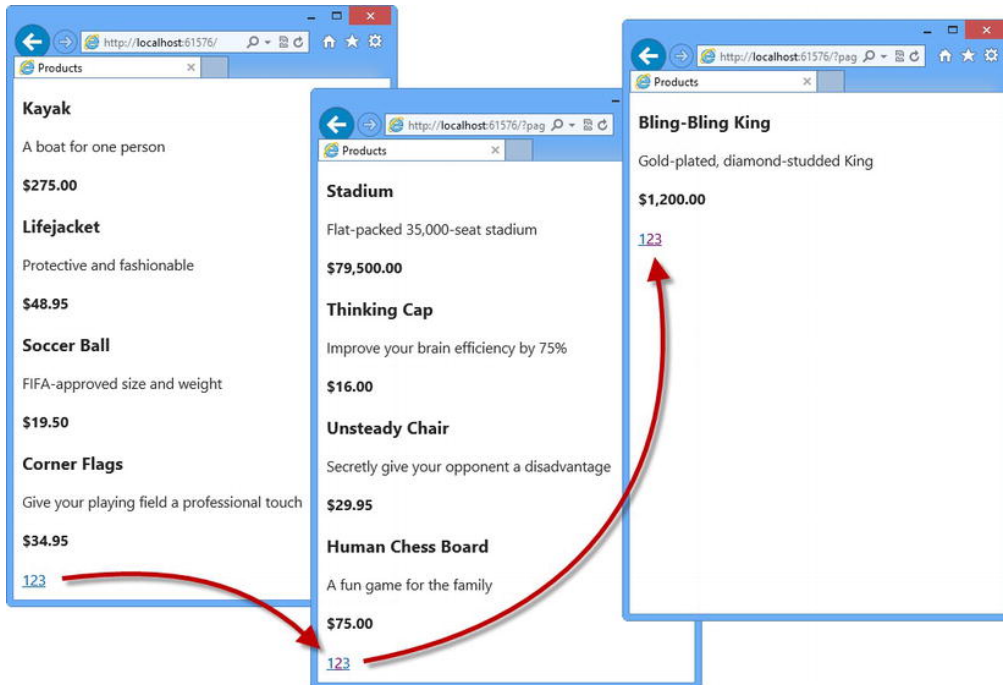 http://localhost:61576/
Products
Kayak
A boat for one person
$275.00
Lifejacket
Protective and fashionable
$48.95
Soccer Ball
FIFA-approved size and weight
$19.50
Corner Flags
Give your playing field a professional touch
$34.95
123
http://localhost:61576/?pag
Products
Stadium
Flat-packed 35,000-seat stadium
$79,500.00
Thinking Cap
Improve your brain efficiency by 75%
$16.00
Unsteady Chair
Secretly give your opponent a disadvantage
$29.95
Human Chess Board
A fun game for the family
$75.00
123
http://localhost:61576/?pag
Products
Bling-Bling King
Gold-plated, diamond-studded King
$1,200.00
123